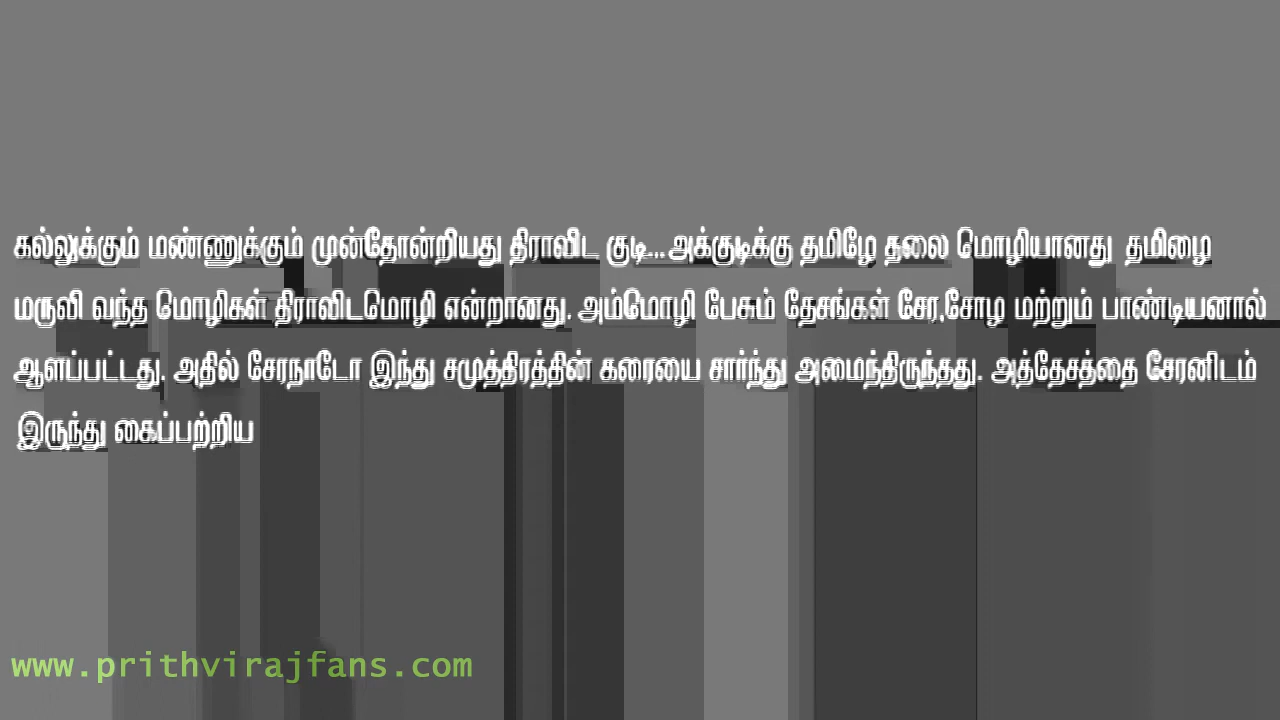 கல்லுக்கும் மண்ணுக்கும் முன்தோன்றியது திராவிட குடி...அக்குடிக்கு தமிழே தலை மொழியானது தமிழை
மருவி வந்த மொழிகள் திராவிடமொழி என்றானது. அம்மொழி பேசும் தேசங்கள் சேர,சோழ மற்றும் பாண்டியனால்
ஆளப்பட்டது. அதில் சேரநாடோ இந்து சமுத்திரத்தின் கரையை சார்ந்து அமைந்திருந்தது. அத்தேசத்தை சேரனிடம்
இருந்து கைப்பற்றிய
www.prithvirajfans.com